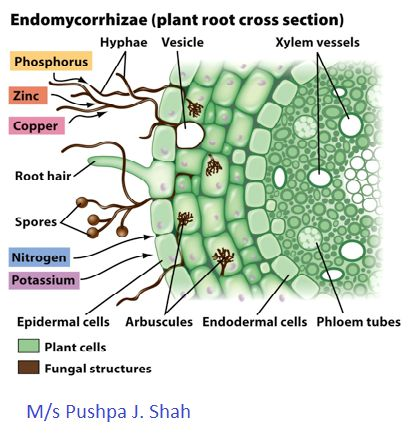 Endomycorrhizae (plant root cross section)
Hyphae Vesicle Xylem vessels
Phosphorus
Zinc
Copper
Root hair
Spores
Nitrogen
Potassium
Epidermal cells Arbuscules Endodermal cells Phloem tubes
Plant cells
Fungal structures
M/s Pushpa J. Shah